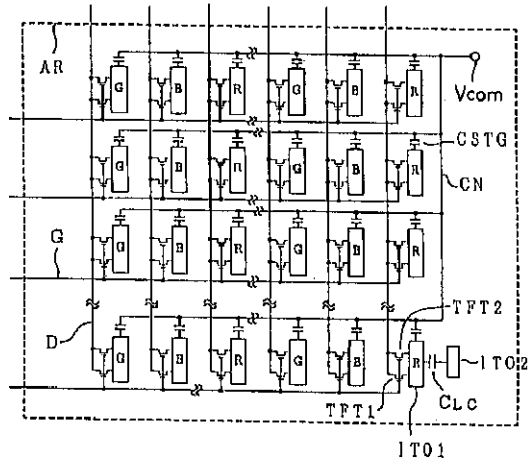 AR
Vcom
G B R G B R
CSTG
G B R G B R
CN
G B R G B R
G
TFT2
D
G B R G B R
ITO2
TFT1
CLC
ITO1